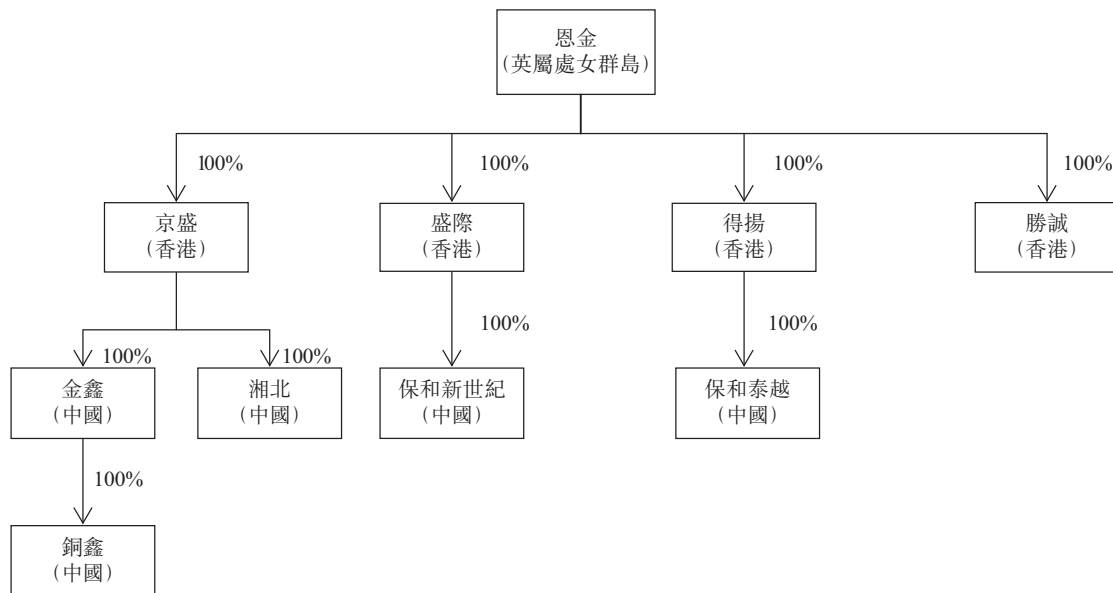 恩金
(英屬處女群島)
100%
100%
100%
100%
京盛
(香港)
盛際
(香港)
得揚
(香港)
勝誠
(香港)
100%
100%
100%
100%
金鑫
(中國)
湘北
(中國)
保和新世紀
(中國)
保和泰越
(中國)
100%
銅鑫
(中國)